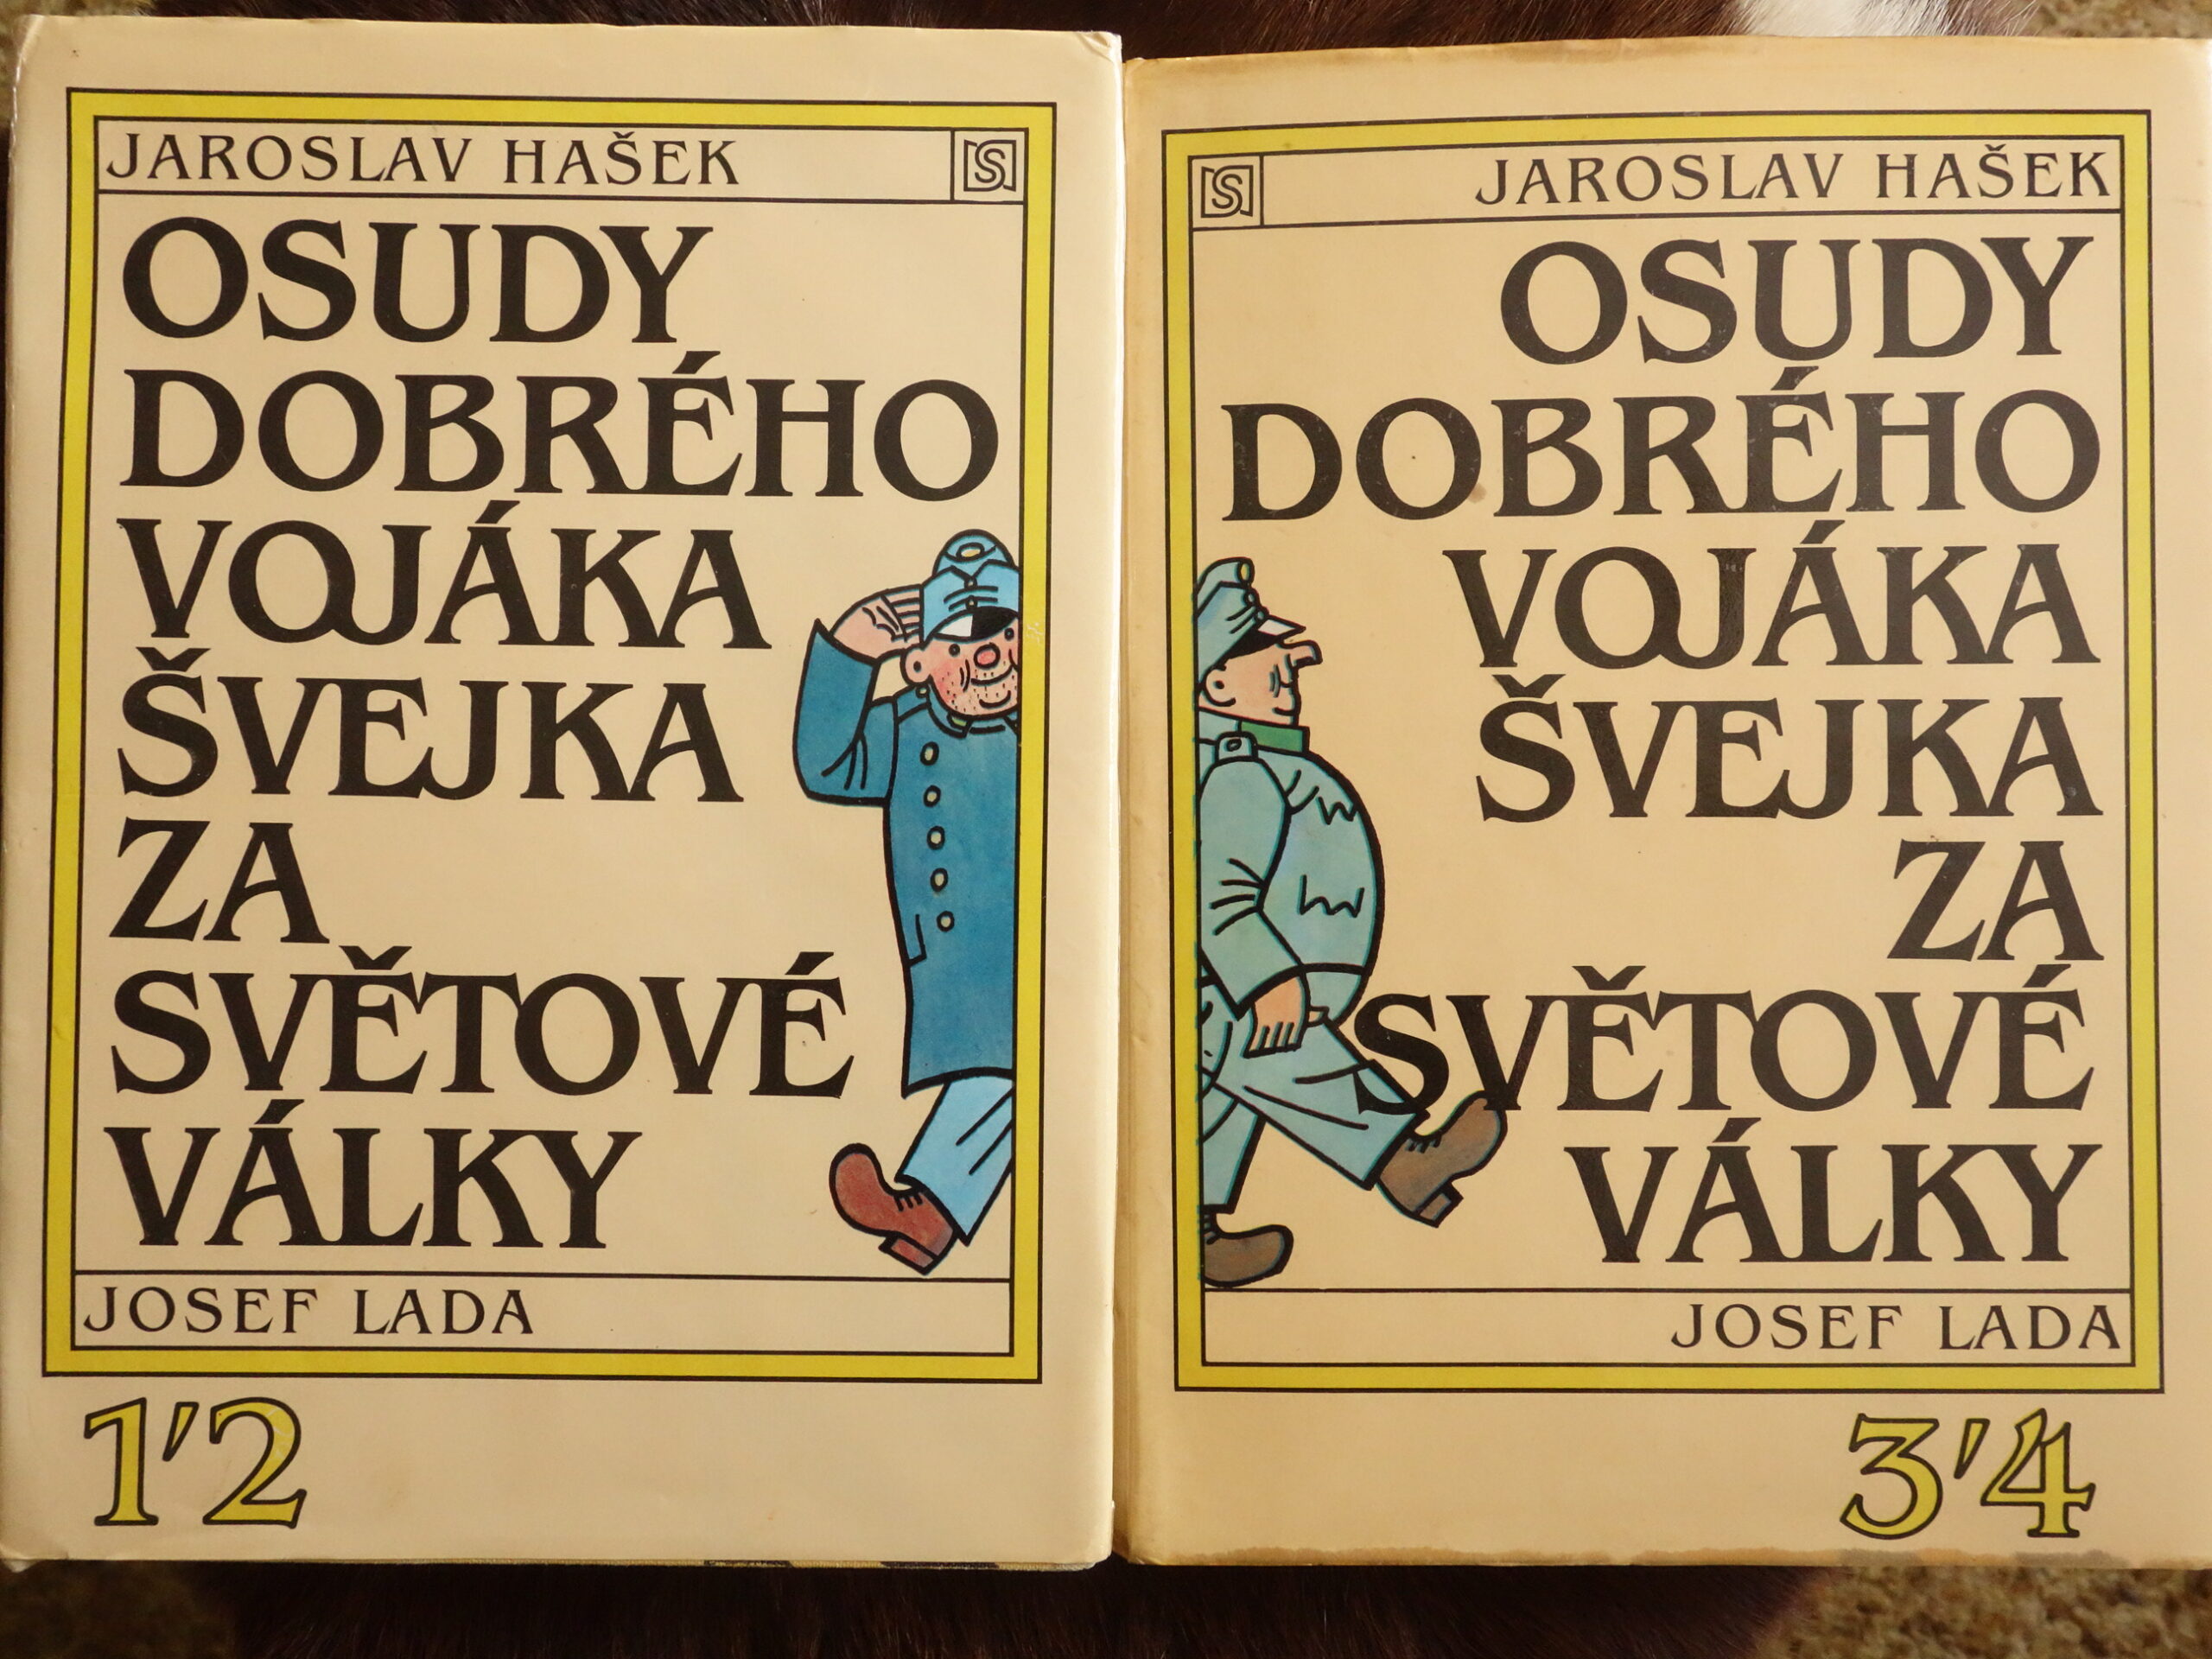 JAROSLAV HAŠEK
S
OSUDY
DOBRÉHO
VOJÁKA
ŠVEJKA
ZA
SVĚTOVÉ
VÁLKY
JOSEF LADA
1'2
S
JAROSLAV HAŠEK
OSUDY
DOBRÉHO
VOJÁKA
ŠVEJKA
ZA
SVĚTOVÉ
VÁLKY
JOSEF LADA
3'4